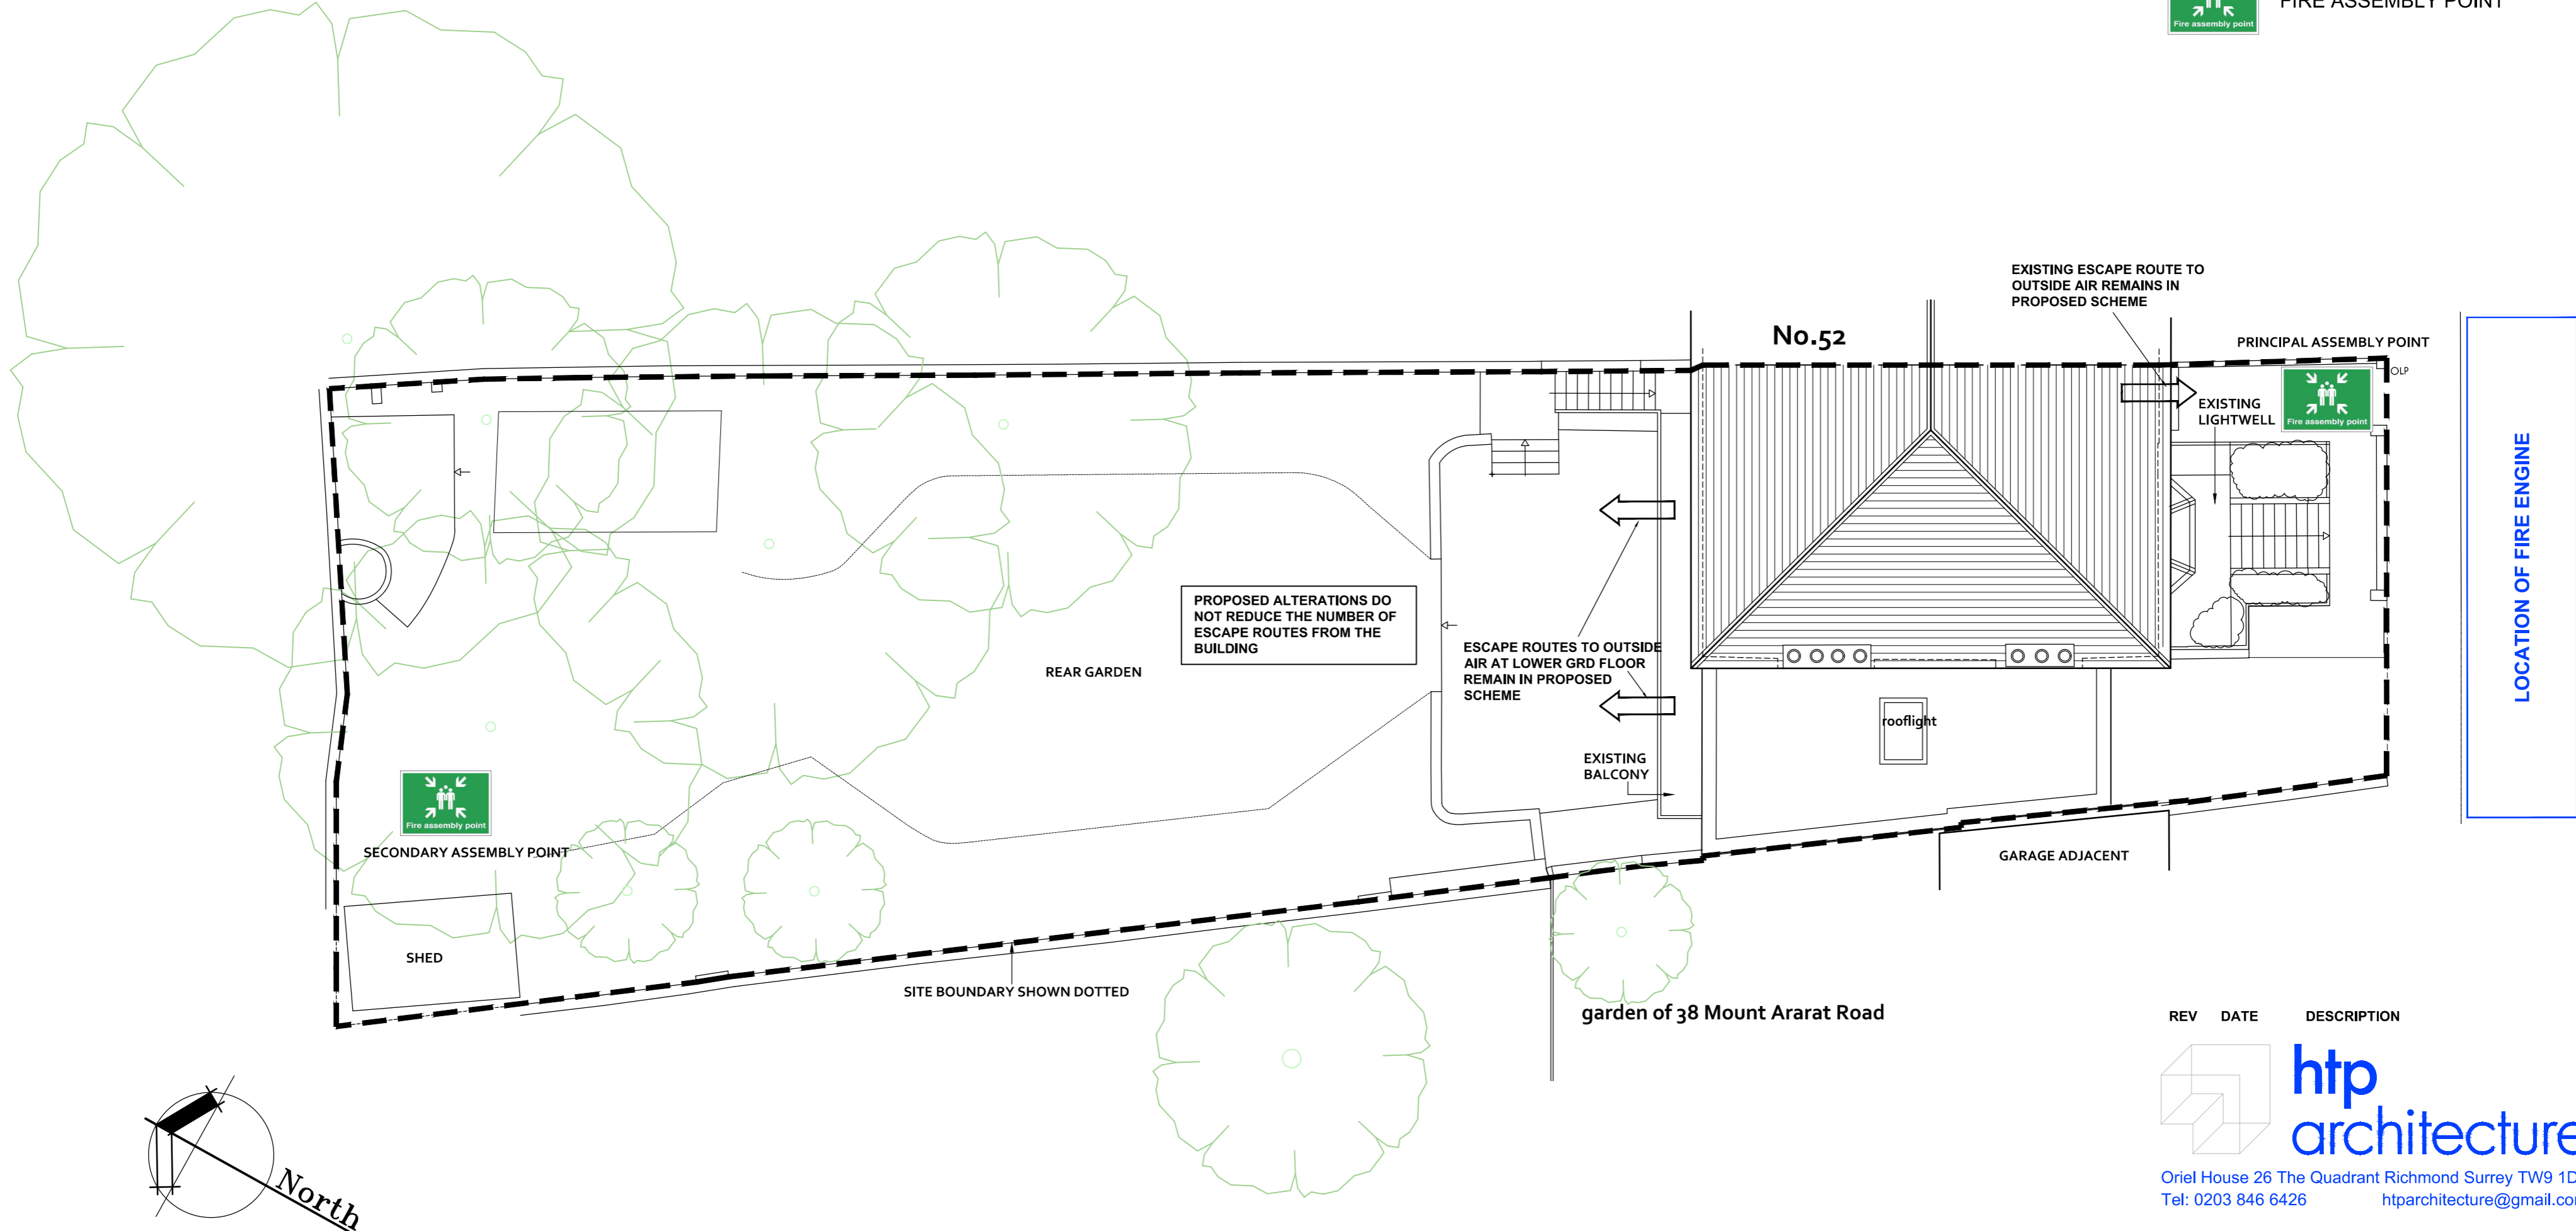 Fire assembly point
FIRE ASSEMBLY POINT
EXISTING ESCAPE ROUTE TO
OUTSIDE AIR REMAINS IN
PROPOSED SCHEME
No.52
PRINCIPAL ASSEMBLY POINT
OLP
Fire assembly point
EXISTING
LIGHTWELL
LOCATION OF FIRE ENGINE
PROPOSED ALTERATIONS DO
NOT REDUCE THE NUMBER OF
ESCAPE ROUTES FROM THE
BUILDING
ESCAPE ROUTES TO OUTSIDE
AIR AT LOWER GRD FLOOR
REMAIN IN PROPOSED
SCHEME
REAR GARDEN
rooflight
EXISTING
BALCONY
Fire assembly point
SECONDARY ASSEMBLY POINT
GARAGE ADJACENT
SHED
SITE BOUNDARY SHOWN DOTTED
garden of 38 Mount Ararat Road
REV DATE DESCRIPTION
htp
architecture
Oriel House 26 The Quadrant Richmond Surrey TW9 1D
Tel: 0203 846 6426 htparchitecture@gmail.com
North